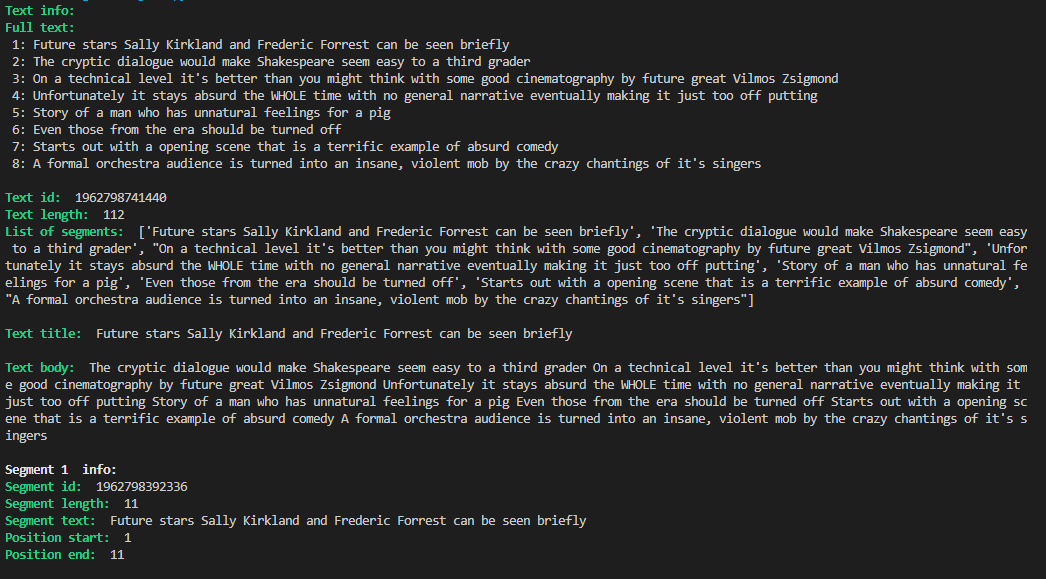 Text info:
Full text:
1: Future stars Sally Kirkland and Frederic Forrest can be seen briefly
2: The cryptic dialogue would make Shakespeare seem easy to a third grader
3: On a technical level it's better than you might think with some good cinematography by future great Vilmos Zsigmond
4: Unfortunately it stays absurd the WHOLE time with no general narrative eventually making it just too off putting
5: Story of a man who has unnatural feelings for a pig
6: Even those from the era should be turned off
7: Starts out with a opening scene that is a terrific example of absurd comedy
8: A formal orchestra audience is turned into an insane, violent mob by the crazy chantings of it's singers
Text id:  1962798741440
Text length:  112
List of segments:  ['Future stars Sally Kirkland and Frederic Forrest can be seen briefly', 'The cryptic dialogue would make Shakespeare seem easy
 to a third grader', "On a technical level it's better than you might think with some good cinematography by future great Vilmos Zsigmond", 'Unfor
tunately it stays absurd the WHOLE time with no general narrative eventually making it just too off putting', 'Story of a man who has unnatural fe
elings for a pig', 'Even those from the era should be turned off', 'Starts out with a opening scene that is a terrific example of absurd comedy',
"A formal orchestra audience is turned into an insane, violent mob by the crazy chantings of it's singers"]
Text title:  Future stars Sally Kirkland and Frederic Forrest can be seen briefly
Text body:  The cryptic dialogue would make Shakespeare seem easy to a third grader On a technical level it's better than you might think with som
e good cinematography by future great Vilmos Zsigmond Unfortunately it stays absurd the WHOLE time with no general narrative eventually making it
just too off putting Story of a man who has unnatural feelings for a pig Even those from the era should be turned off Starts out with a opening sc
ene that is a terrific example of absurd comedy A formal orchestra audience is turned into an insane, violent mob by the crazy chantings of it's s
ingers
Segment 1  info:
Segment id:  1962798392336
Segment length:  11
Segment text:  Future stars Sally Kirkland and Frederic Forrest can be seen briefly
Position start:  1
Position end:  11